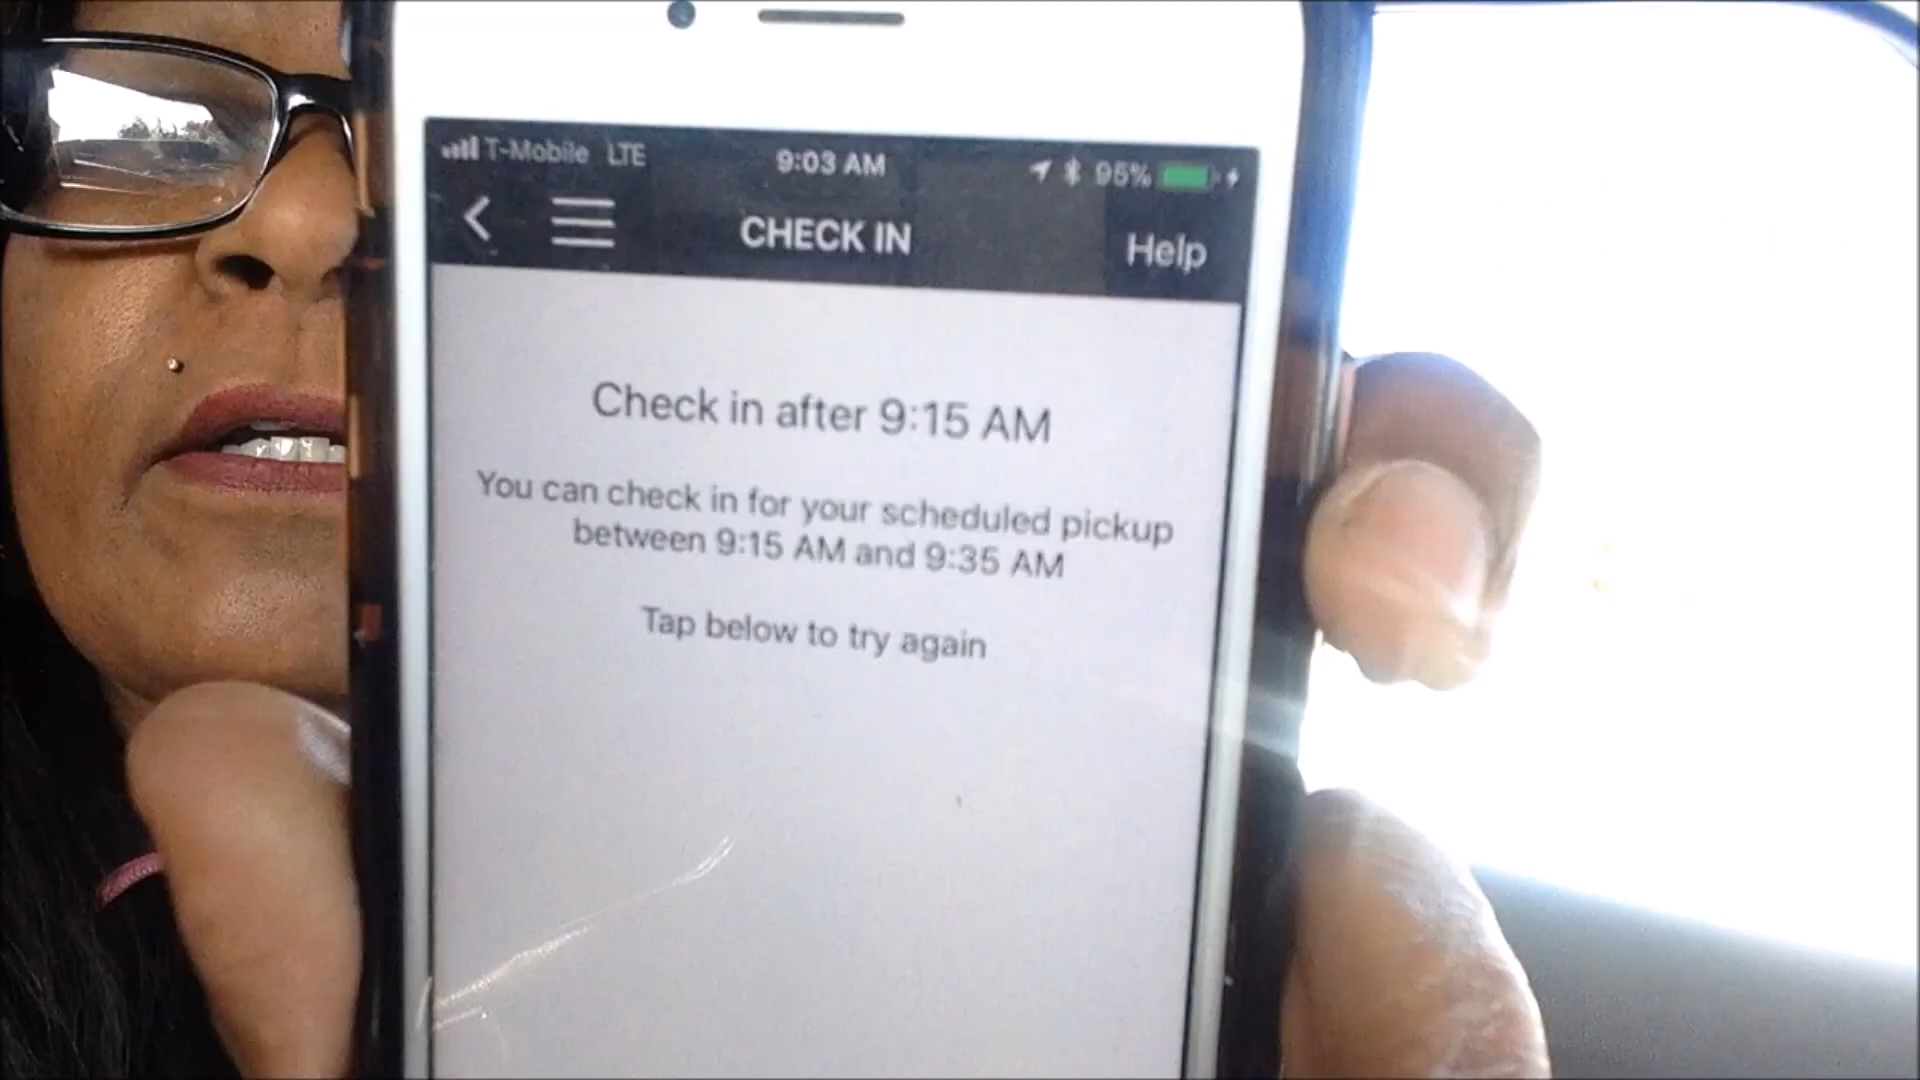 T-Mobile LTE 9:03 AM 95%
CHECK IN Help
Check in after 9:15 AM
You can check in for your scheduled pickup
between 9:15 AM and 9:35 AM
Tap below to try again